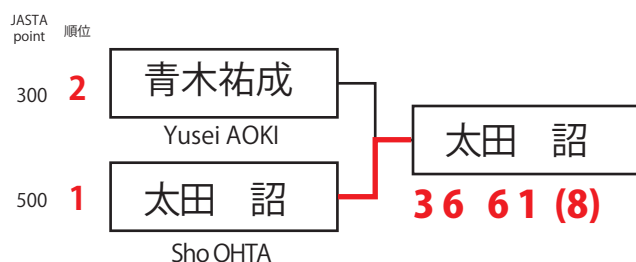 JASTA
point
順位
300
2
青木祐成
Yusei AOKI
500
1
太田　詔
Sho OHTA
太田　詔
3 6 6 1 (8)